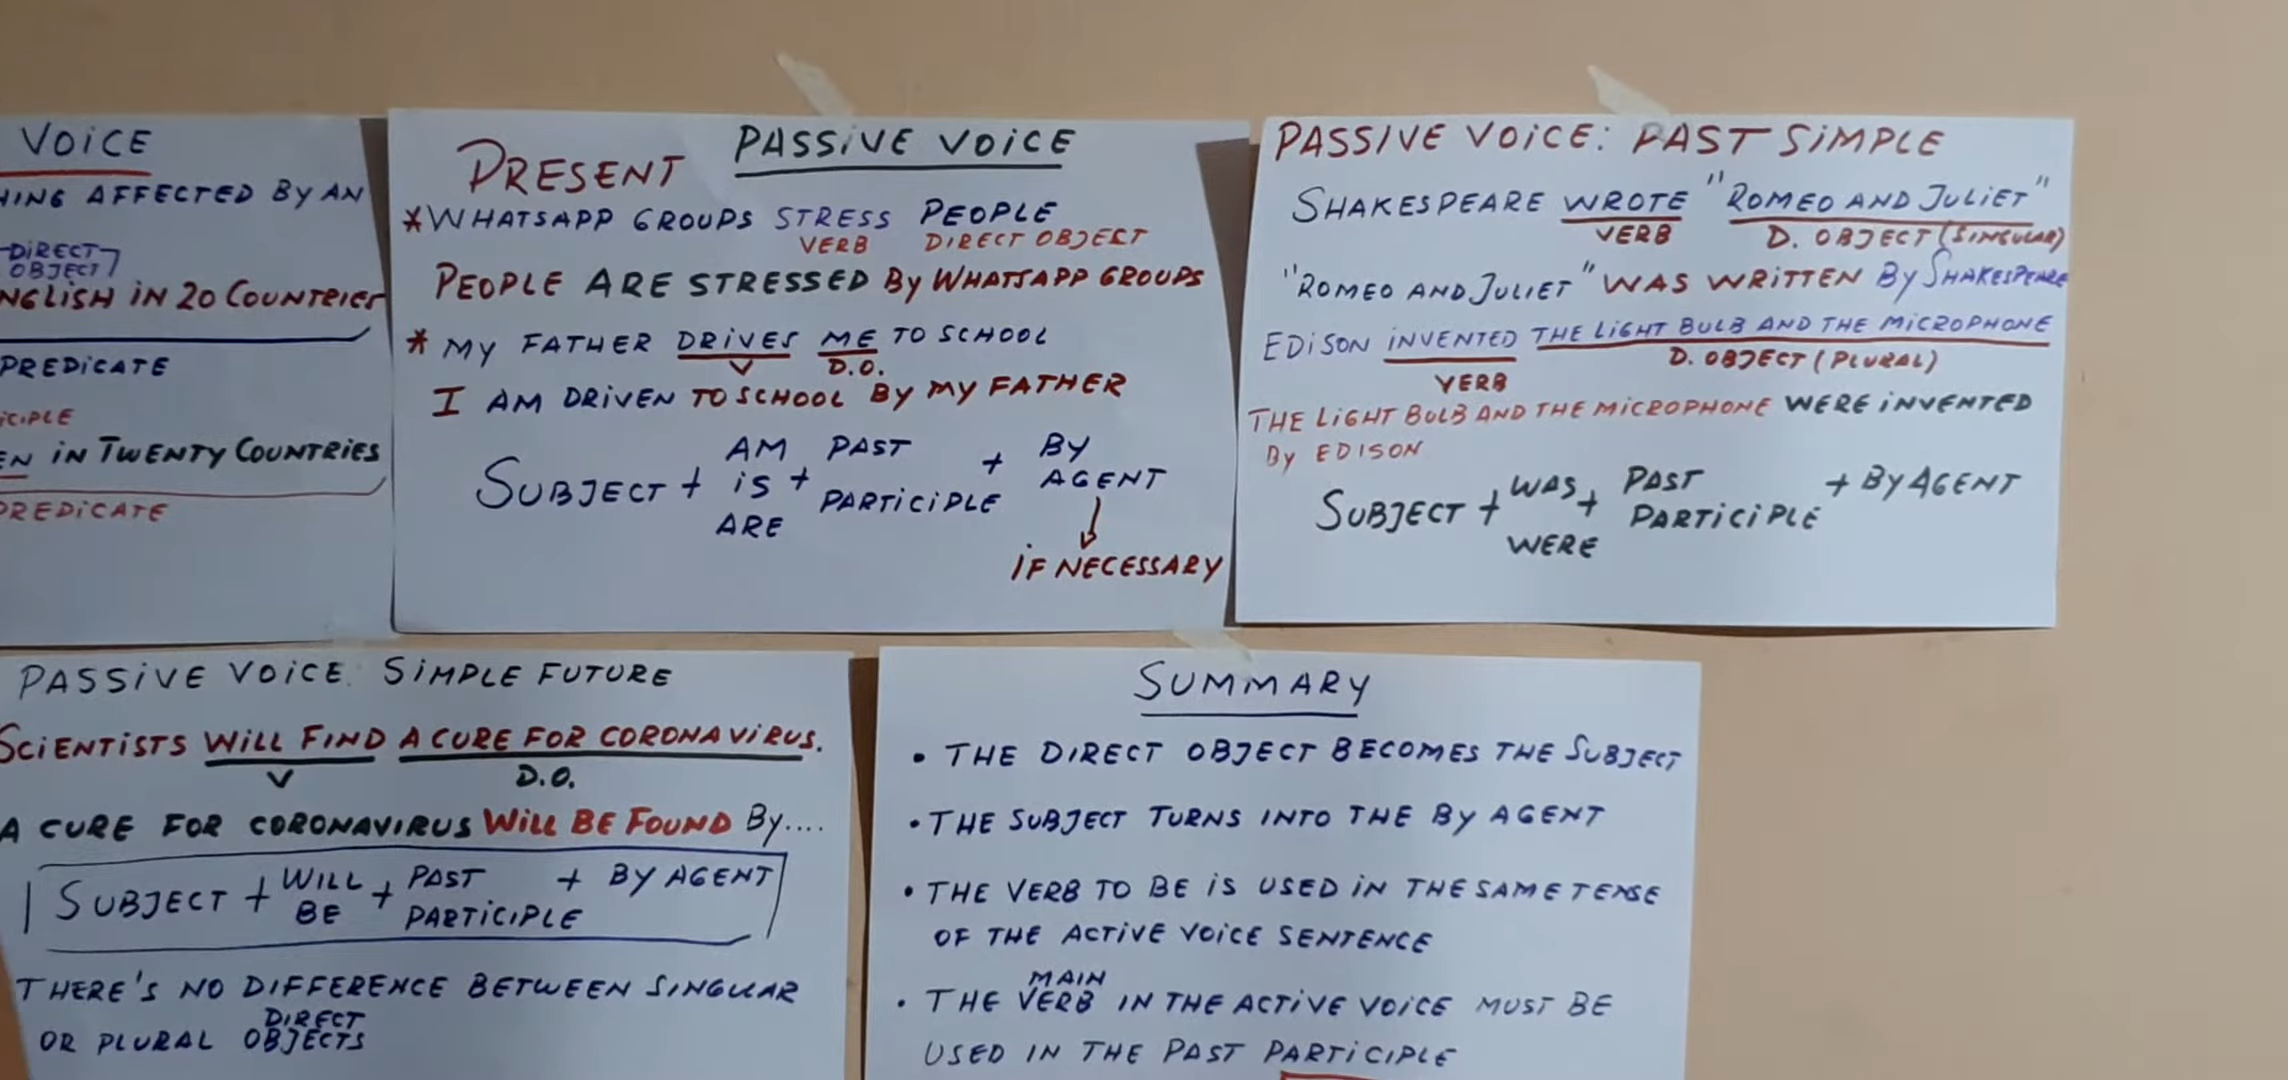 VOICE
AFFECTED BY AN
DIRECT
OBJECT
IN 20 COUNTRIES
PREDICATE
IN TWENTY COUNTRIES
PREDICATE
PRESENT PASSIVE VOICE
*WHATSAPP GROUPS STRESS PEOPLE
VERB DIRECT OBJECT
PEOPLE ARE STRESSED By WHATSAPP GROUPS
* MY FATHER DRIVES ME TO SCHOOL
V D.O.
I AM DRIVEN TO SCHOOL By MY FATHER
SUBJECT + AM IS ARE + PAST PARTICIPLE + By AGENT
IF NECESSARY
PASSIVE VOICE: PAST SIMPLE
SHAKESPEARE WROTE "ROMEO AND JULIET"
VERB D. OBJECT (SINGULAR)
"ROMEO AND JULIET" WAS WRITTEN By SHAKESPEARE
EDISON INVENTED THE LIGHT BULB AND THE MICROPHONE
VERB D. OBJECT (PLURAL)
THE LIGHT BULB AND THE MICROPHONE WERE INVENTED
By EDISON
SUBJECT + WAS WERE + PAST PARTICIPLE + By AGENT
PASSIVE VOICE: SIMPLE FUTURE
SCIENTISTS WILL FIND A CURE FOR CORONAVIRUS.
V D.O.
A CURE FOR CORONAVIRUS WILL BE FOUND By....
SUBJECT + WILL BE + PAST PARTICIPLE + By AGENT
THERE'S NO DIFFERENCE BETWEEN SINGULAR
OR PLURAL DIRECT OBJECTS
SUMMARY
• THE DIRECT OBJECT BECOMES THE SUBJECT
• THE SUBJECT TURNS INTO THE By AGENT
• THE VERB TO BE IS USED IN THE SAME TENSE
OF THE ACTIVE VOICE SENTENCE
• THE MAIN VERB IN THE ACTIVE VOICE MUST BE
USED IN THE PAST PARTICIPLE